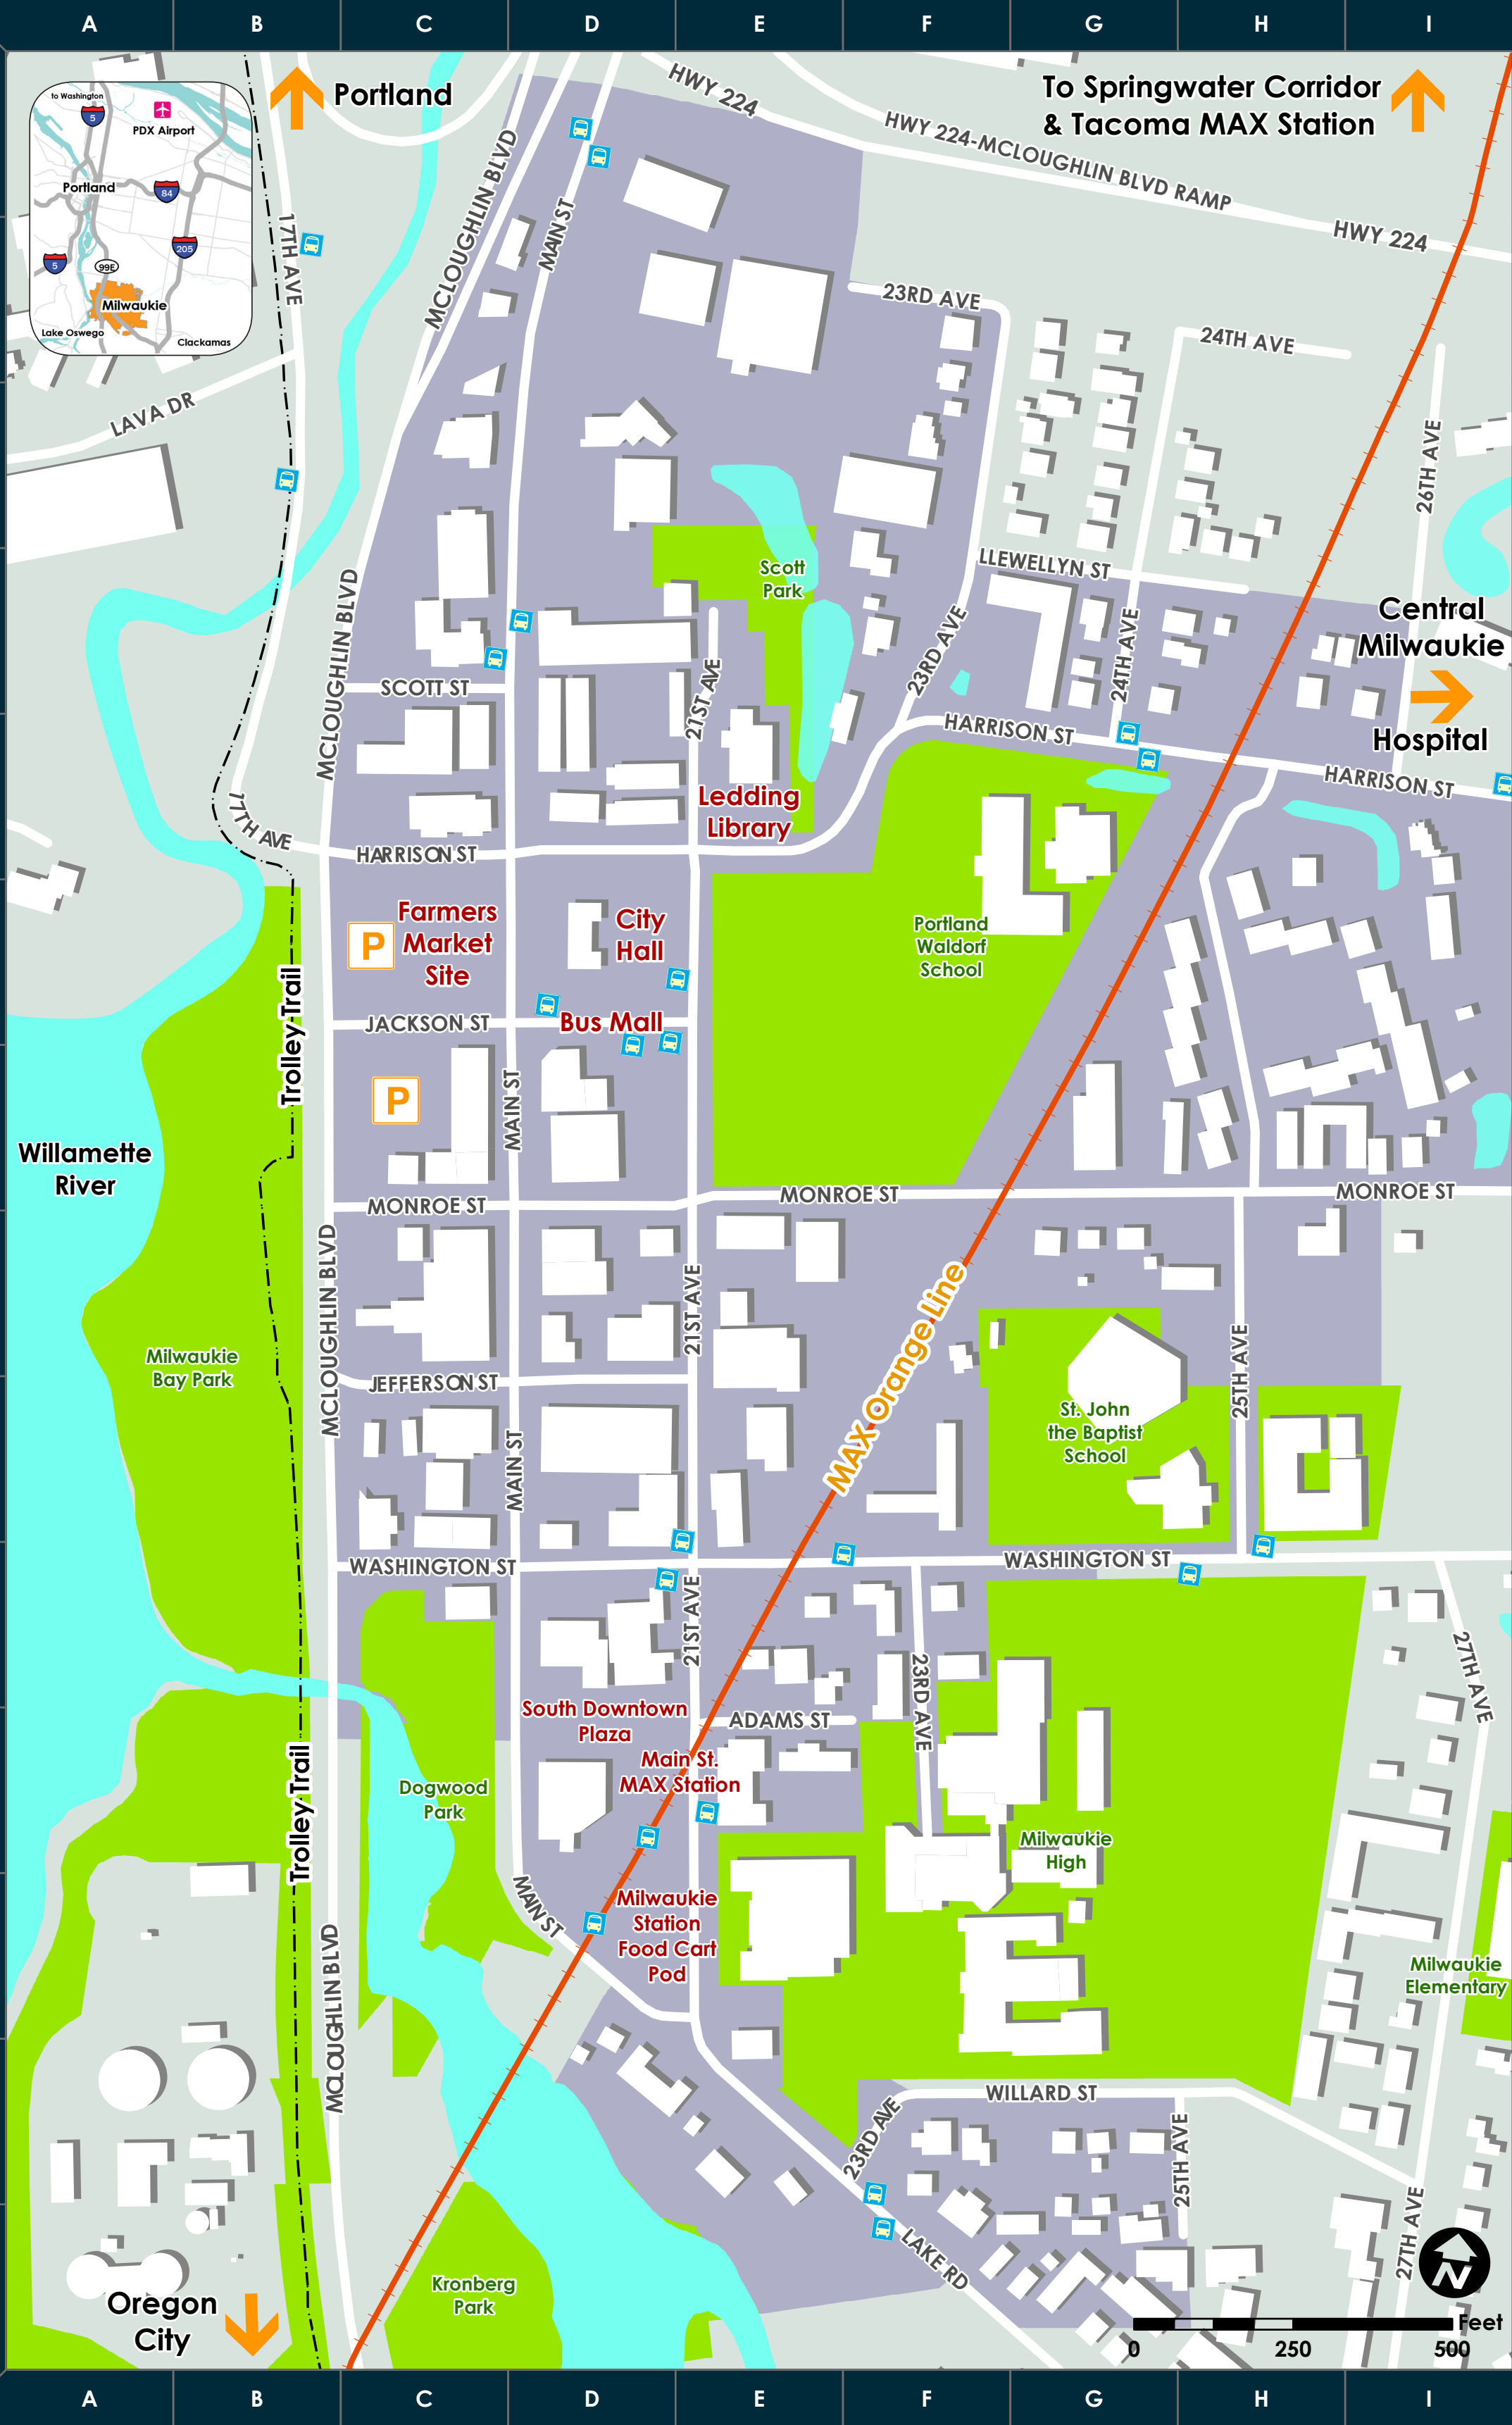 A B C D E F G H I
to Washington
5
PDX Airport
Portland
84
5
205
99E
Milwaukie
Lake Oswego
Clackamas
Portland
HWY 224
To Springwater Corridor
& Tacoma MAX Station
HWY 224-MCLOUGHLIN BLVD RAMP
HWY 224
MCLOUGHLIN BLVD
MAIN ST
17TH AVE
23RD AVE
24TH AVE
LAVA DR
26TH AVE
LLEWELLYN ST
Scott
Park
MCLOUGHLIN BLVD
23RD AVE
24TH AVE
Central
Milwaukie
Hospital
SCOTT ST
21ST AVE
HARRISON ST
HARRISON ST
Ledding
Library
17TH AVE
HARRISON ST
Farmers
Market
Site
P
City
Hall
Portland
Waldorf
School
Trolley Trail
JACKSON ST
Bus Mall
P
MAIN ST
Willamette
River
MONROE ST
MONROE ST
MONROE ST
MCLOUGHLIN BLVD
21ST AVE
MAX Orange Line
25TH AVE
Milwaukie
Bay Park
JEFFERSON ST
St. John
the Baptist
School
MAIN ST
WASHINGTON ST
WASHINGTON ST
21ST AVE
23RD AVE
27TH AVE
South Downtown
Plaza
ADAMS ST
Main St.
MAX Station
Trolley Trail
Dogwood
Park
Milwaukie
High
MAIN ST
Milwaukie
Station
Food Cart
Pod
Milwaukie
Elementary
MCLOUGHLIN BLVD
WILLARD ST
23RD AVE
25TH AVE
27TH AVE
LAKE RD
Kronberg
Park
Oregon
City
N
Feet
0 250 500
A B C D E F G H I